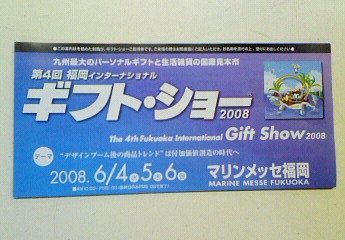 九州最大のパーソナルギフトと生活雑貨の国際見本市
第4回 福岡インターナショナル
ギフト・ショー 2008
The 4th Fukuoka International Gift Show 2008
テーマ "デザインブーム後の商品トレンド"は付加価値創造の時代へ
2008. 6/4 水 5 木 6 金
マリンメッセ福岡
MARINE MESSE FUKUOKA